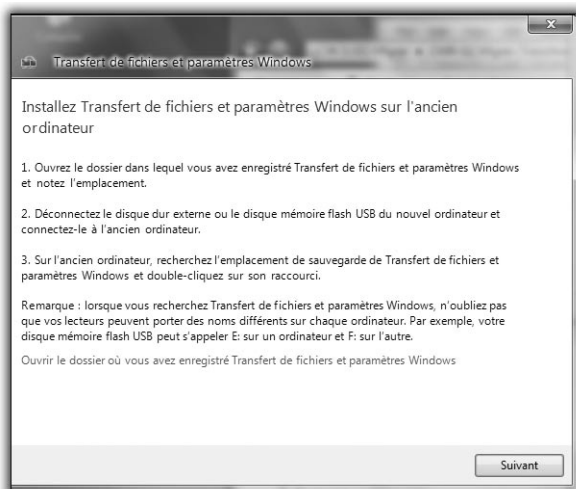 Transfert de fichiers et paramètres Windows
Installez Transfert de fichiers et paramètres Windows sur l'ancien
ordinateur
1. Ouvrez le dossier dans lequel vous avez enregistré Transfert de fichiers et paramètres Windows
et notez l'emplacement.
2. Déconnectez le disque dur externe ou le disque mémoire flash USB du nouvel ordinateur et
connectez-le à l'ancien ordinateur.
3. Sur l'ancien ordinateur, recherchez l'emplacement de sauvegarde de Transfert de fichiers et
paramètres Windows et double-cliquez sur son raccourci.
Remarque : lorsque vous recherchez Transfert de fichiers et paramètres Windows, n'oubliez pas
que vos lecteurs peuvent porter des noms différents sur chaque ordinateur. Par exemple, votre
disque mémoire flash USB peut s'appeler E: sur un ordinateur et F: sur l'autre.
Ouvrir le dossier où vous avez enregistré Transfert de fichiers et paramètres Windows
Suivant